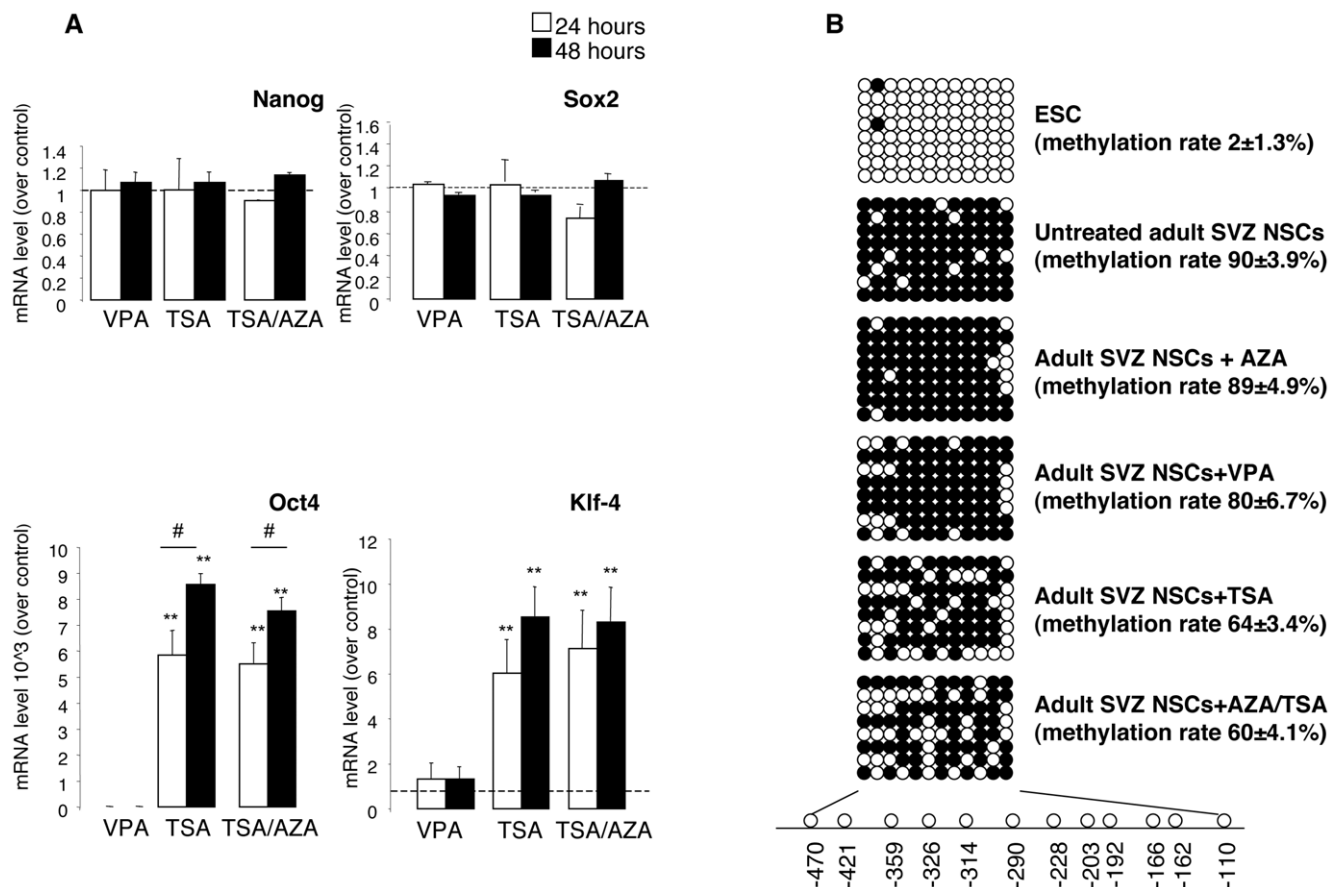 A
24 hours
48 hours
Nanog
mRNA level (over control)
1.4
1.2
1
0.8
0.6
0.4
0.2
0
VPA TSA TSA/AZA
Sox2
mRNA level (over control)
1.6
1.4
1.2
1
0.8
0.6
0.4
0.2
0
VPA TSA TSA/AZA
Oct4
mRNA level 10^3 (over control)
10
9
8
7
6
5
4
3
2
1
0
# #
** ** ** **
VPA TSA TSA/AZA
Klf-4
mRNA level (over control)
12
10
8
6
4
2
0
** ** ** **
VPA TSA TSA/AZA
B
ESC
(methylation rate 2±1.3%)
Untreated adult SVZ NSCs
(methylation rate 90±3.9%)
Adult SVZ NSCs + AZA
(methylation rate 89±4.9%)
Adult SVZ NSCs+VPA
(methylation rate 80±6.7%)
Adult SVZ NSCs+TSA
(methylation rate 64±3.4%)
Adult SVZ NSCs+AZA/TSA
(methylation rate 60±4.1%)
-470 -421 -359 -326 -314 -290 -228 -203 -192 -166 -162 -110